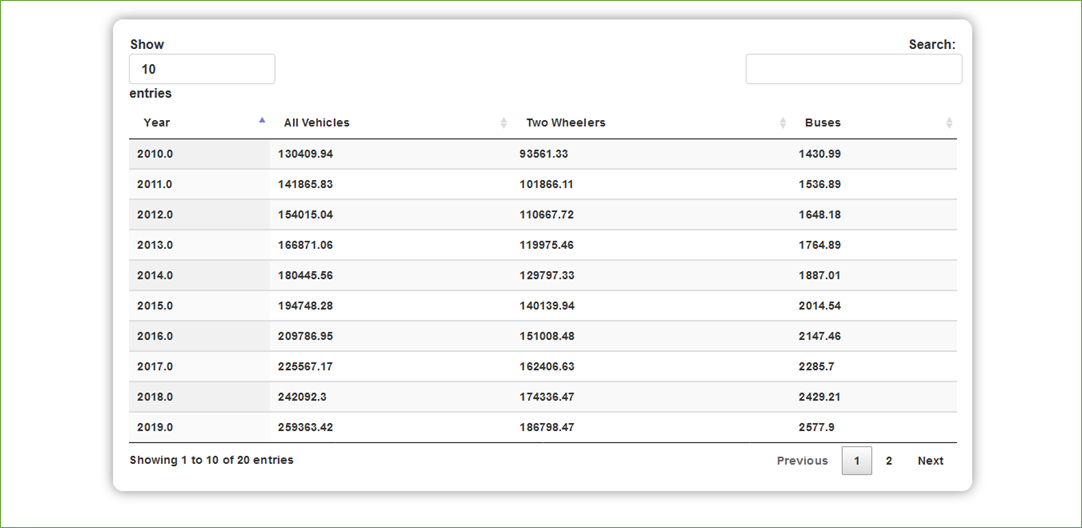 Show
Search:
10
entries
Year All Vehicles Two Wheelers Buses
2010.0 130409.94 93561.33 1430.99
2011.0 141865.83 101866.11 1536.89
2012.0 154015.04 110667.72 1648.18
2013.0 166871.06 119975.46 1764.89
2014.0 180445.56 129797.33 1887.01
2015.0 194748.28 140139.94 2014.54
2016.0 209786.95 151008.48 2147.46
2017.0 225567.17 162406.63 2285.7
2018.0 242092.3 174336.47 2429.21
2019.0 259363.42 186798.47 2577.9
Showing 1 to 10 of 20 entries Previous 1 2 Next